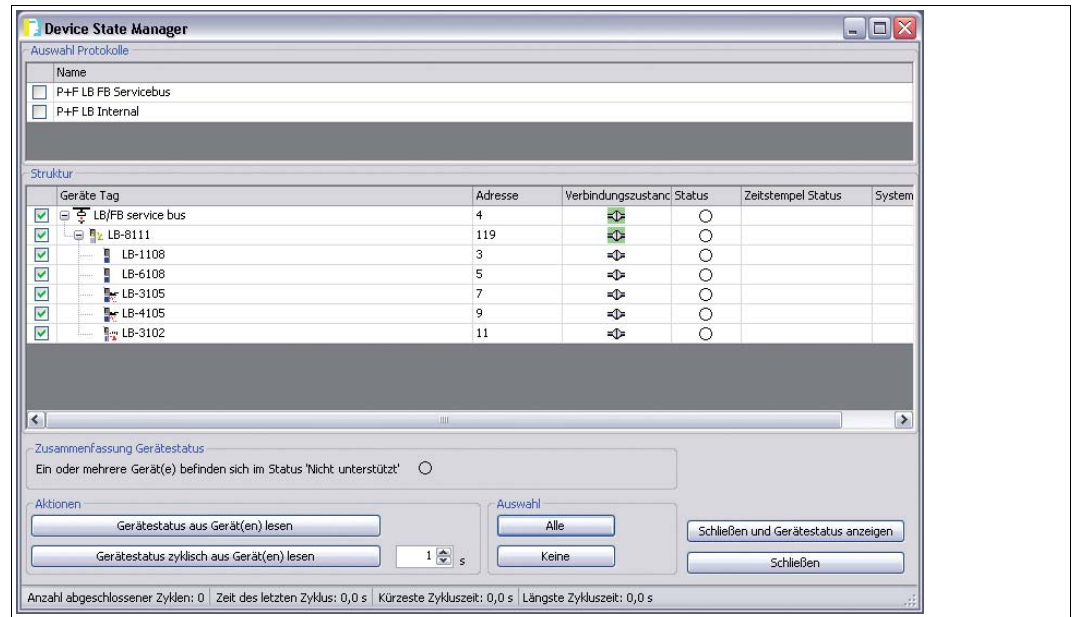 Device State Manager
Auswahl Protokolle
Name
P+F LB FB Servicebus
P+F LB Internal
Struktur
Geräte Tag Adresse Verbindungszustanc Status Zeitstempel Status System
LB/FB service bus 4
LB-8111 119
LB-1108 3
LB-6108 5
LB-3105 7
LB-4105 9
LB-3102 11
Zusammenfassung Gerätestatus
Ein oder mehrere Gerät(e) befinden sich im Status 'Nicht unterstützt'
Aktionen Auswahl
Gerätestatus aus Gerät(en) lesen Alle Schließen und Gerätestatus anzeigen
Gerätestatus zyklisch aus Gerät(en) lesen 1 s Keine Schließen
Anzahl abgeschlossener Zyklen: 0 Zeit des letzten Zyklus: 0,0 s Kürzeste Zykluszeit: 0,0 s Längste Zykluszeit: 0,0 s